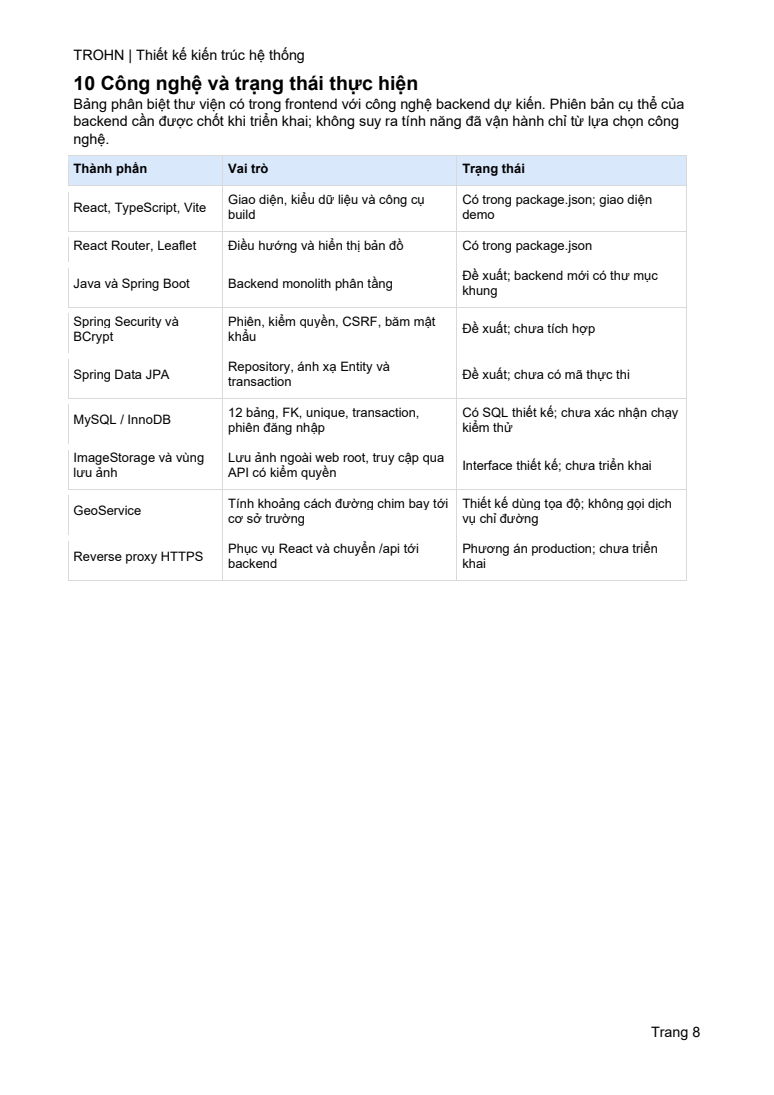 TROHN | Thiết kế kiến trúc hệ thống
10 Công nghệ và trạng thái thực hiện
Bảng phân biệt thư viện có trong frontend với công nghệ backend dự kiến. Phiên bản cụ thể của
backend cần được chốt khi triển khai; không suy ra tính năng đã vận hành chỉ từ lựa chọn công
nghệ.
Thành phần
Vai trò
Trạng thái
React, TypeScript, Vite
Giao diện, kiểu dữ liệu và công cụ
build
Có trong package.json; giao diện
demo
React Router, Leaflet
Điều hướng và hiển thị bản đồ
Có trong package.json
Java và Spring Boot
Backend monolith phân tầng
Đề xuất; backend mới có thư mục
khung
Spring Security và
BCrypt
Phiên, kiểm quyền, CSRF, băm mật
khẩu
Đề xuất; chưa tích hợp
Spring Data JPA
Repository, ánh xạ Entity và
transaction
Đề xuất; chưa có mã thực thi
MySQL / InnoDB
12 bảng, FK, unique, transaction,
phiên đăng nhập
Có SQL thiết kế; chưa xác nhận chạy
kiểm thử
ImageStorage và vùng
lưu ảnh
Lưu ảnh ngoài web root, truy cập qua
API có kiểm quyền
Interface thiết kế; chưa triển khai
GeoService
Tính khoảng cách đường chim bay tới
cơ sở trường
Thiết kế dùng tọa độ; không gọi dịch
vụ chỉ đường
Reverse proxy HTTPS
Phục vụ React và chuyển /api tới
backend
Phương án production; chưa triển
khai
Trang 8